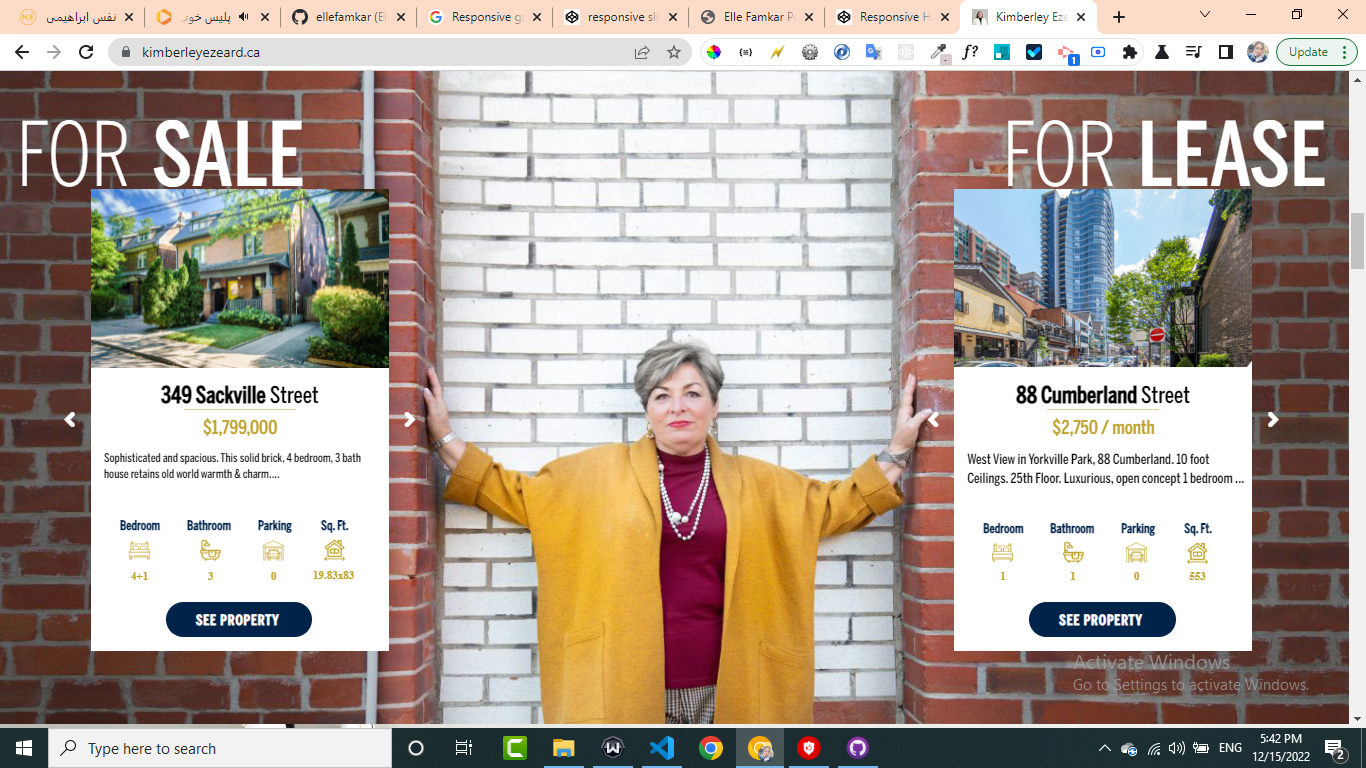 نفس ابراهیمی
پلیس خوب
ellefamkar (El
Responsive g
responsive sli
Elle Famkar P
Responsive H
Kimberley Eze
kimberleyezeard.ca
1
Update
FOR SALE
FOR LEASE
349 Sackville Street
$1,799,000
Sophisticated and spacious. This solid brick, 4 bedroom, 3 bath
house retains old world warmth & charm....
Bedroom Bathroom Parking Sq. Ft.
4+1 3 0 19.83x83
SEE PROPERTY
88 Cumberland Street
$2,750 / month
West View in Yorkville Park, 88 Cumberland. 10 foot
Ceilings. 25th Floor. Luxurious, open concept 1 bedroom ...
Bedroom Bathroom Parking Sq. Ft.
1 1 0 553
SEE PROPERTY
Activate Windows
Go to Settings to activate Windows.
Type here to search
ENG
5:42 PM
12/15/2022
2